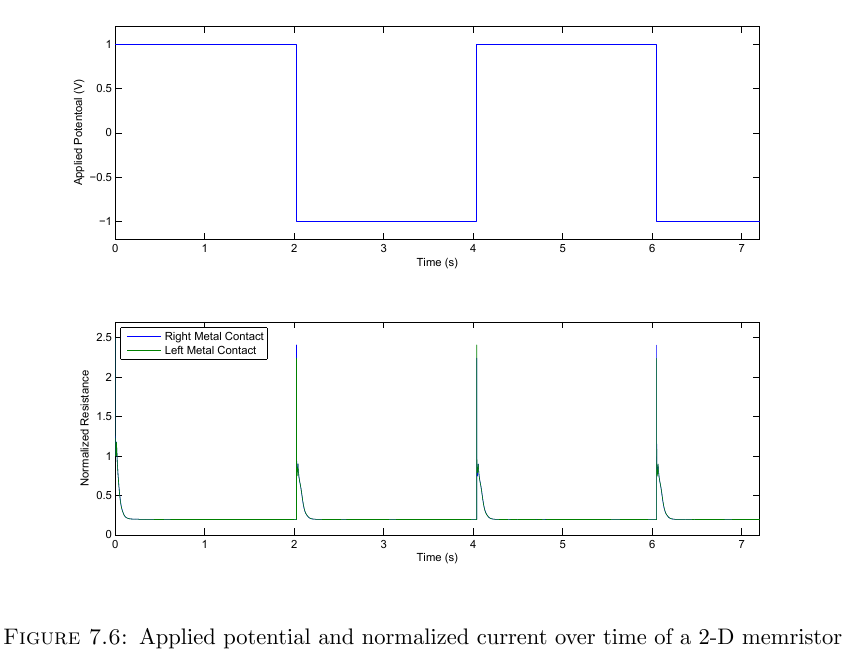 1
0.5
0
−0.5
−1
Applied Potentoal (V)
0 1 2 3 4 5 6 7
Time (s)
Right Metal Contact
Left Metal Contact
2.5
2
1.5
1
0.5
0
Normalized Resistance
0 1 2 3 4 5 6 7
Time (s)
FIGURE 7.6: Applied potential and normalized current over time of a 2-D memristor